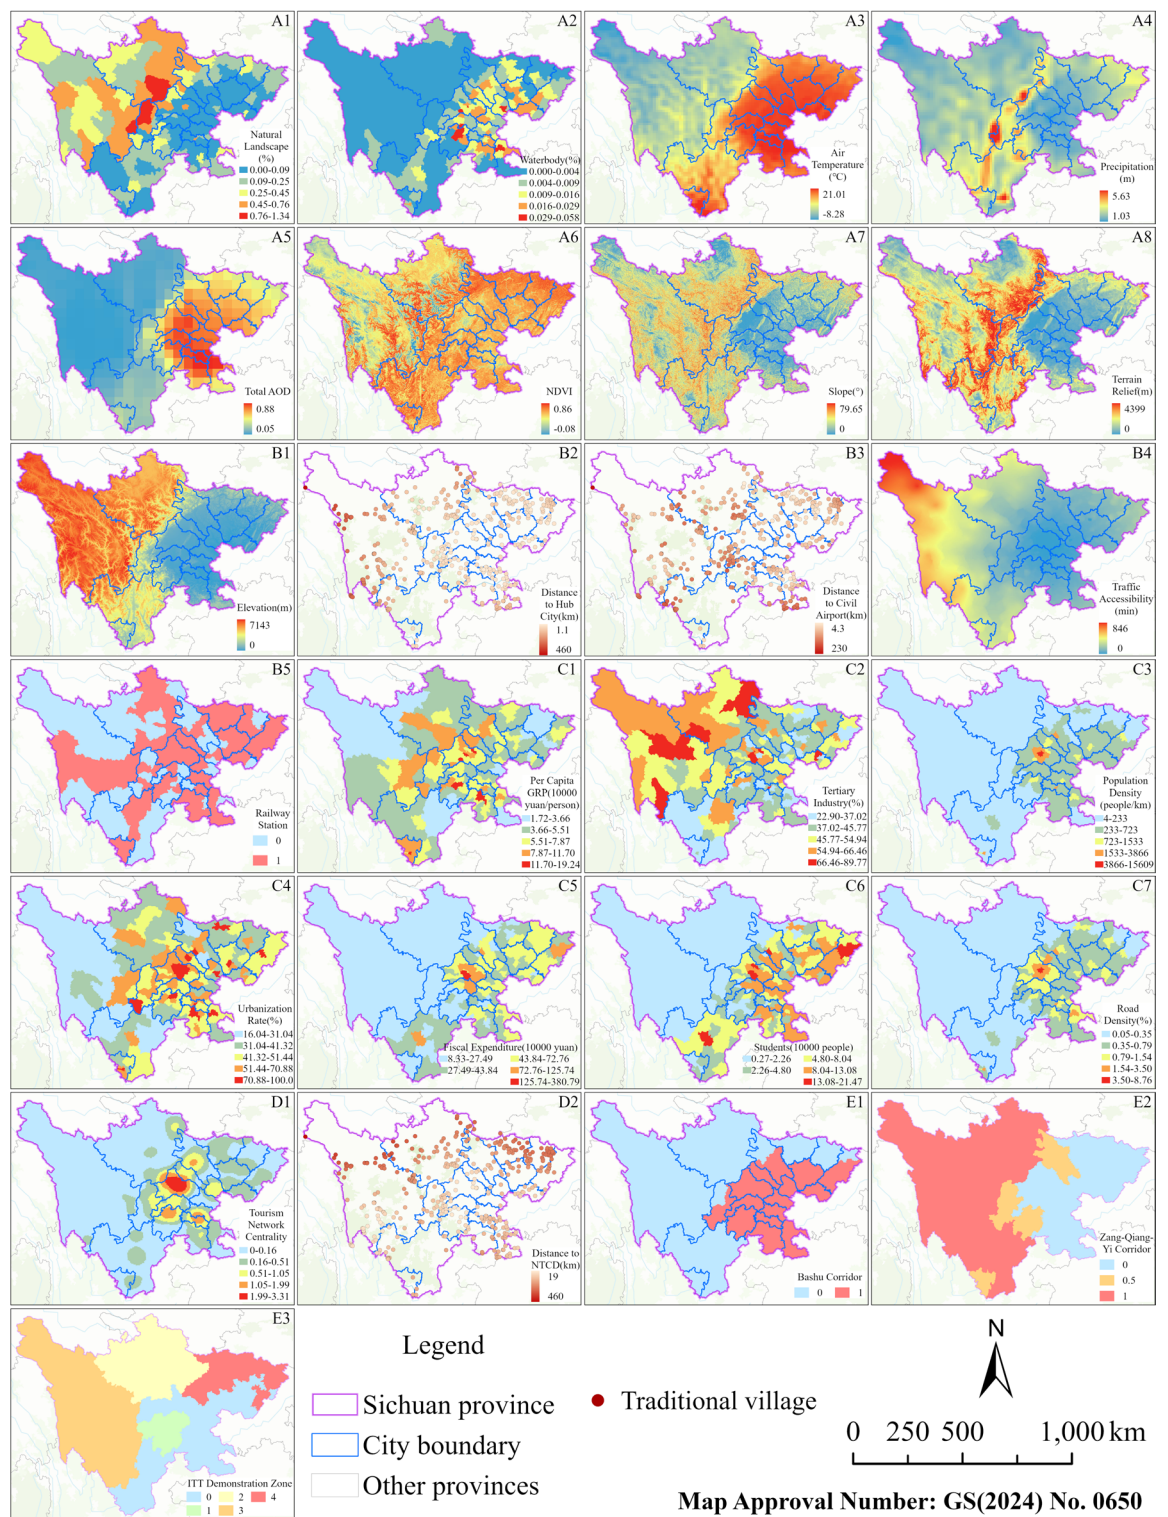 A1
Natural
Landscape
(%)
0.00-0.09
0.09-0.25
0.25-0.45
0.45-0.76
0.76-1.34
A2
Waterbody(%)
0.000-0.004
0.004-0.009
0.009-0.016
0.016-0.029
0.029-0.058
A3
Air
Temperature
(°C)
21.01
-8.28
A4
Precipitation
(m)
5.63
1.03
A5
Total AOD
0.88
0.05
A6
NDVI
0.86
-0.08
A7
Slope(°)
79.65
0
A8
Terrain
Relief(m)
4399
0
B1
Elevation(m)
7143
0
B2
Distance
to Hub
City(km)
1.1
460
B3
Distance
to Civil
Airport(km)
4.3
230
B4
Traffic
Accessibility
(min)
846
0
B5
Railway
Station
0
1
C1
Per Capita
GRP(10000
yuan/person)
1.72-3.66
3.66-5.51
5.51-7.87
7.87-11.70
11.70-19.24
C2
Tertiary
Industry(%)
22.90-37.02
37.02-45.77
45.77-54.94
54.94-66.46
66.46-89.77
C3
Population
Density
(people/km)
4-233
233-723
723-1533
1533-3866
3866-15609
C4
Urbanization
Rate(%)
16.04-31.04
31.04-41.32
41.32-51.44
51.44-70.88
70.88-100.0
C5
Fiscal Expenditure(10000 yuan)
8.33-27.49 43.84-72.76
27.49-43.84 72.76-125.74
125.74-380.79
C6
Students(10000 people)
0.27-2.26 4.80-8.04
2.26-4.80 8.04-13.08
13.08-21.47
C7
Road
Density(%)
0.05-0.35
0.35-0.79
0.79-1.54
1.54-3.50
3.50-8.76
D1
Tourism
Network
Centrality
0-0.16
0.16-0.51
0.51-1.05
1.05-1.99
1.99-3.31
D2
Distance to
NTCD(km)
19
460
E1
Bashu Corridor
0 1
E2
Zang-Qiang-
Yi Corridor
0
0.5
1
E3
ITT Demonstration Zone
0 2 4
1 3
Legend
Sichuan province
City boundary
Other provinces
Traditional village
N
0 250 500 1,000 km
Map Approval Number: GS(2024) No. 0650